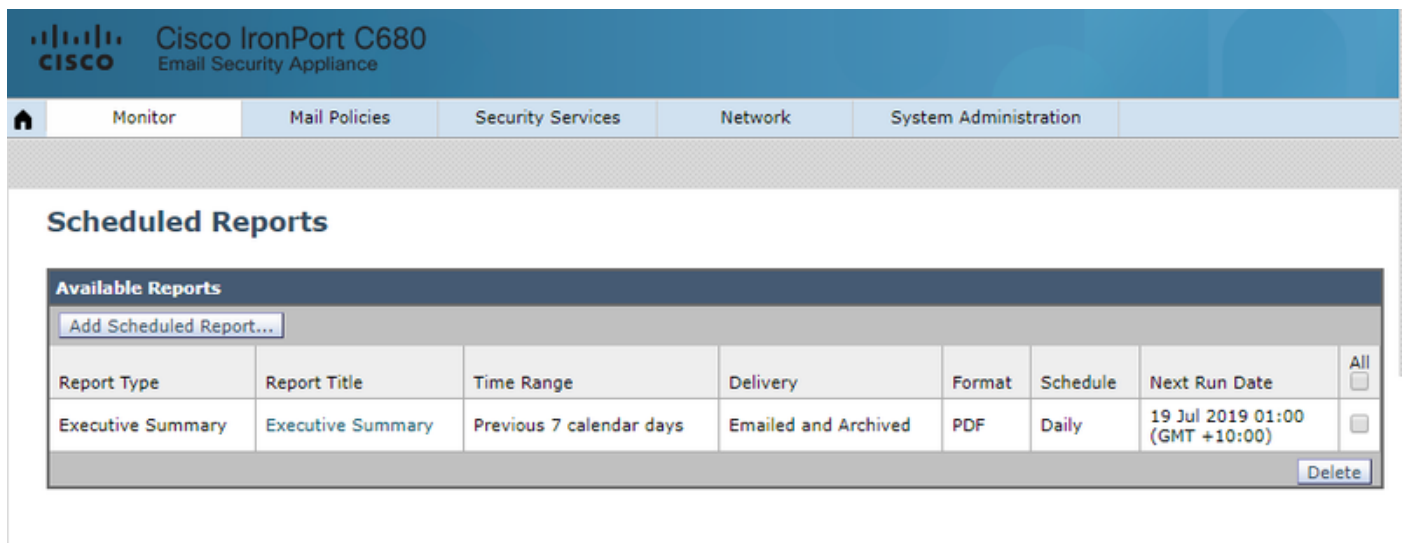 CISCO
Cisco IronPort C680
Email Security Appliance
Monitor
Mail Policies
Security Services
Network
System Administration
Scheduled Reports
Available Reports
Add Scheduled Report...
Report Type
Report Title
Time Range
Delivery
Format
Schedule
Next Run Date
All
Executive Summary
Executive Summary
Previous 7 calendar days
Emailed and Archived
PDF
Daily
19 Jul 2019 01:00
(GMT +10:00)
Delete